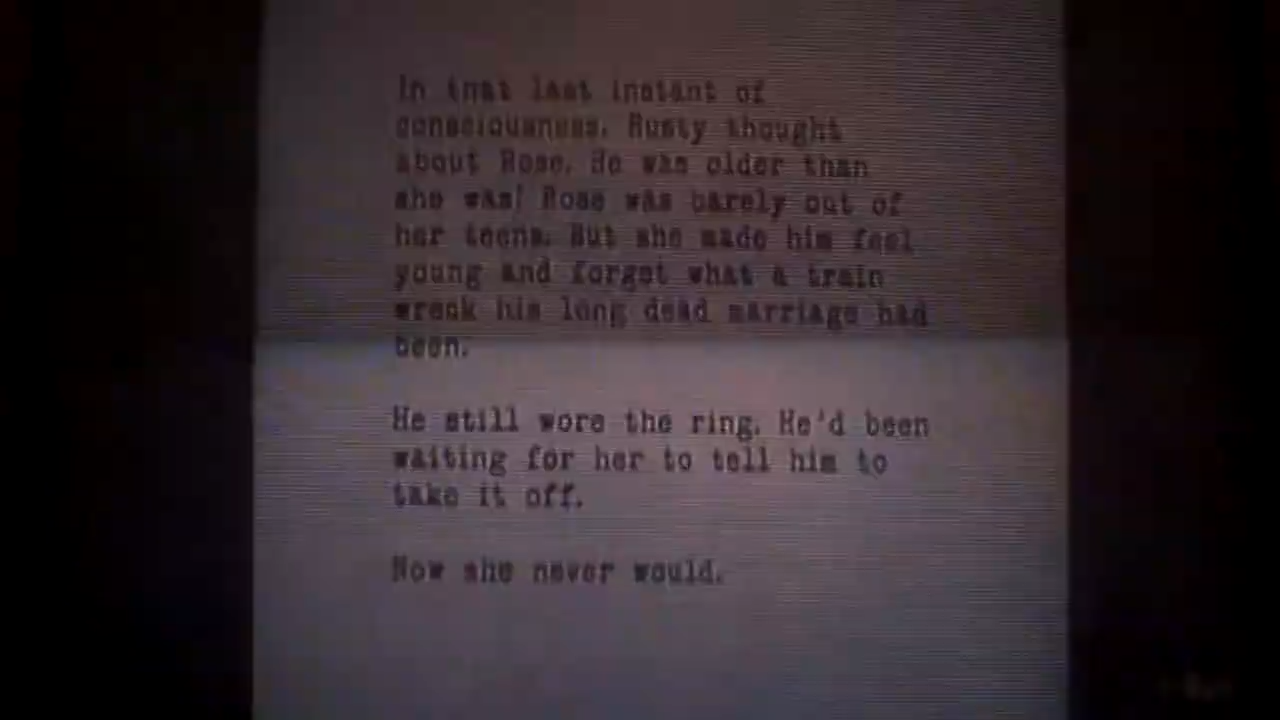 In that last instant of
consciousness, Rusty thought
about Rose. He was older than
she was! Rose was barely out of
her teens. But she made him feel
young and forget what a train
wreck his long dead marriage had
been.
He still wore the ring. He'd been
waiting for her to tell him to
take it off.
Now she never would.